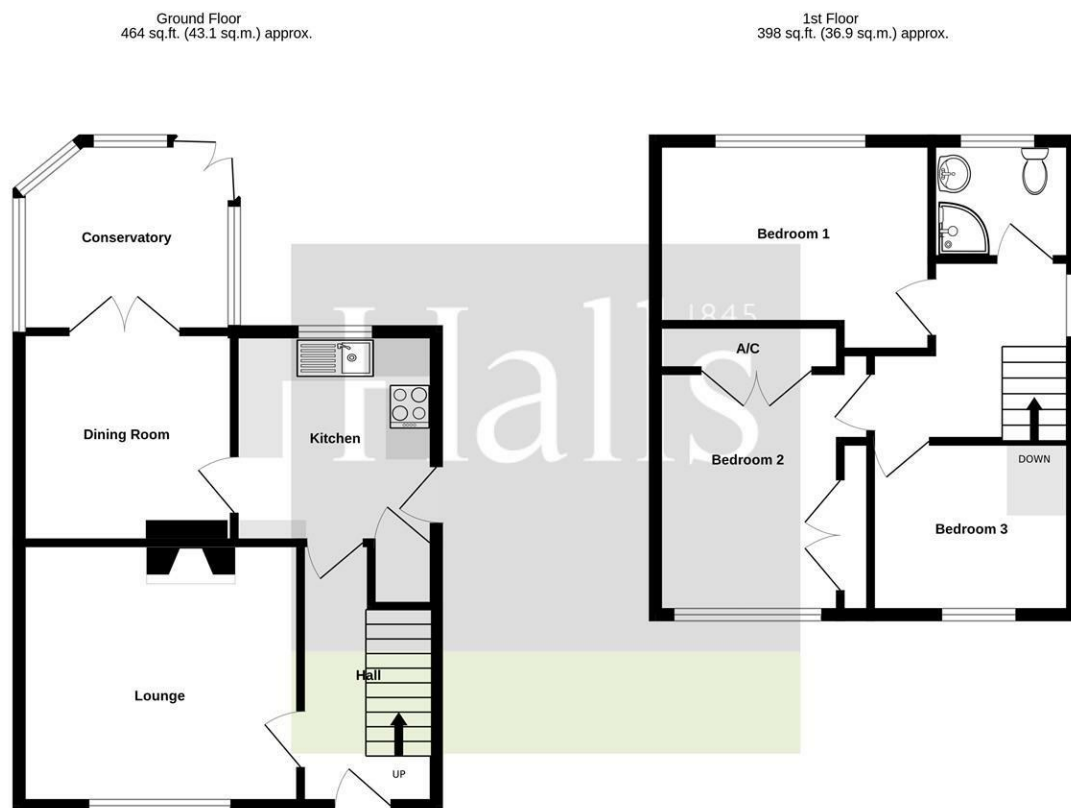 Ground Floor
464 sq.ft. (43.1 sq.m.) approx.
1st Floor
398 sq.ft. (36.9 sq.m.) approx.
Conservatory
Bedroom 1
Halls
1845
A/C
Dining Room
Kitchen
Bedroom 2
DOWN
Bedroom 3
Hall
Lounge
UP